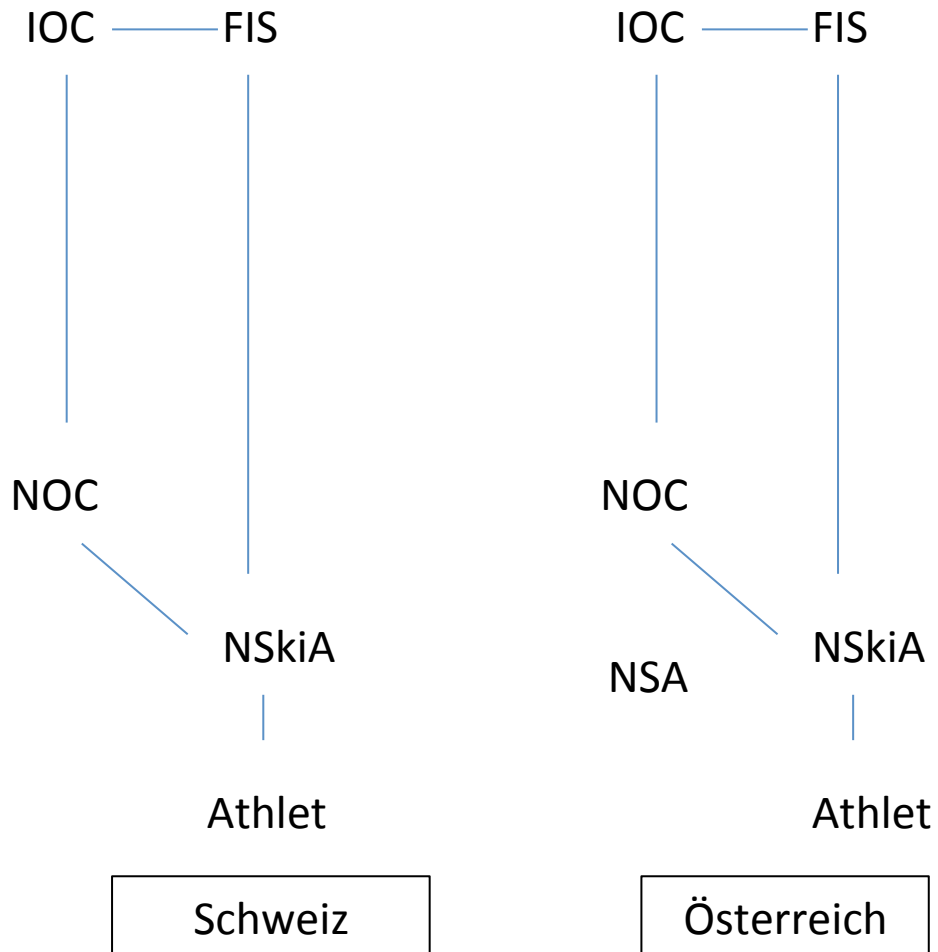 IOC FIS IOC FIS
NOC NOC
NSkiA NSkiA
NSA
Athlet Athlet
Schweiz Österreich